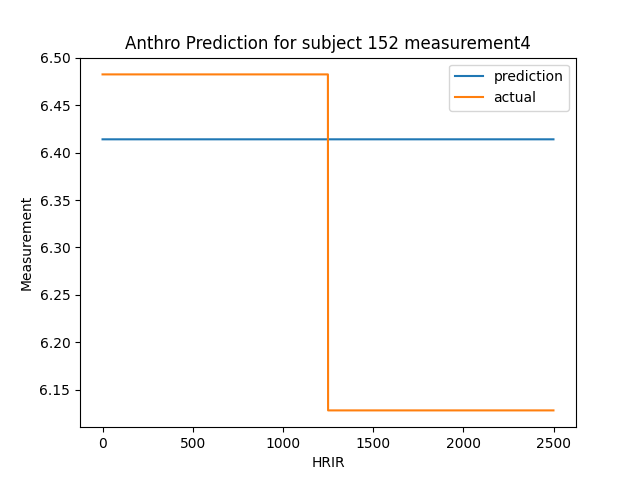 Anthro Prediction for subject 152 measurement4
prediction
actual
6.50
6.45
6.40
6.35
6.30
6.25
6.20
6.15
Measurement
0
500
1000
1500
2000
2500
HRIR